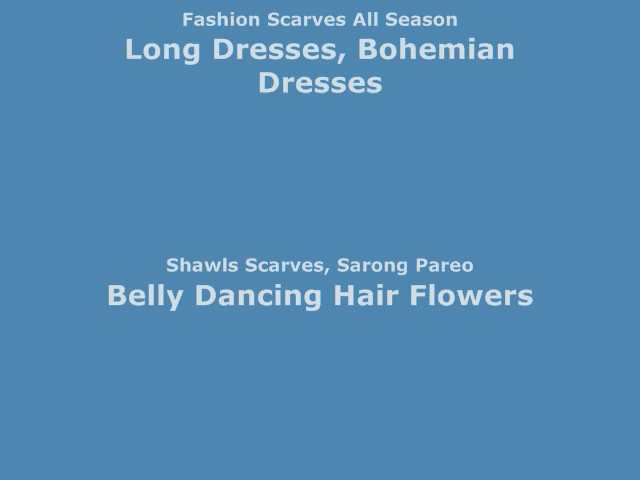 Fashion Scarves All Season
Long Dresses, Bohemian
Dresses
Shawls Scarves, Sarong Pareo
Belly Dancing Hair Flowers